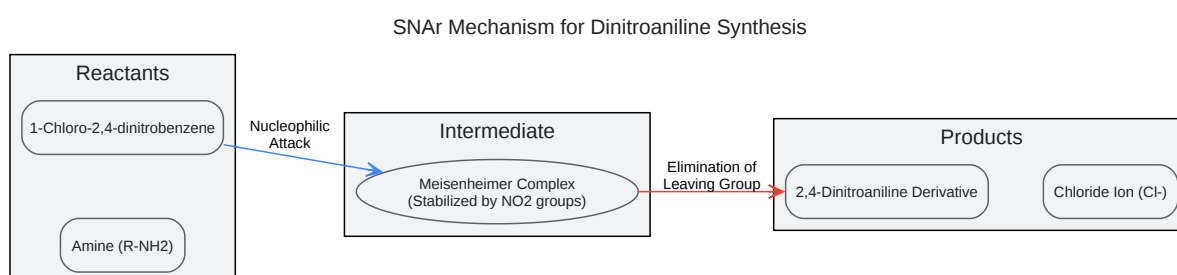 SNAr Mechanism for Dinitroaniline Synthesis
Reactants
1-Chloro-2,4-dinitrobenzene
Amine (R-NH2)
Nucleophilic
Attack
Intermediate
Meisenheimer Complex
(Stabilized by NO2 groups)
Elimination of
Leaving Group
Products
2,4-Dinitroaniline Derivative
Chloride Ion (Cl-)